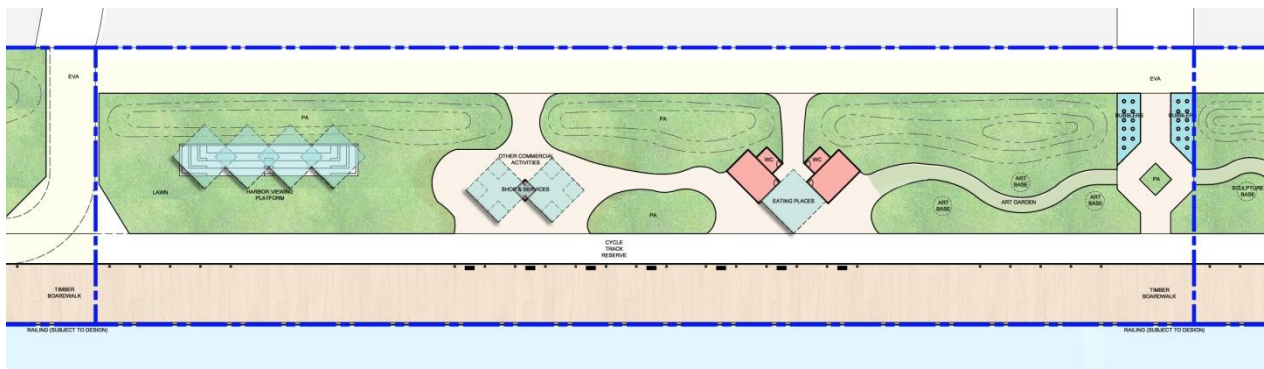 EVA
EVA
PA
PA
BUBBLERS
BUBBLER
OTHER COMMERCIAL
ACTIVITIES
WC
WC
SHOP & SERVICES
LAWN
HARBOR VIEWING
PLATFORM
EATING PLACES
PA
ART
BASE
ART
BASE
ART GARDEN
ART
BASE
PA
SCULPTURE
BASE
CYCLE
TRACK
RESERVE
TIMBER
BOARDWALK
TIMBER
BOARDWALK
RAILING (SUBJECT TO DESIGN)
RAILING (SUBJECT TO DESIGN)